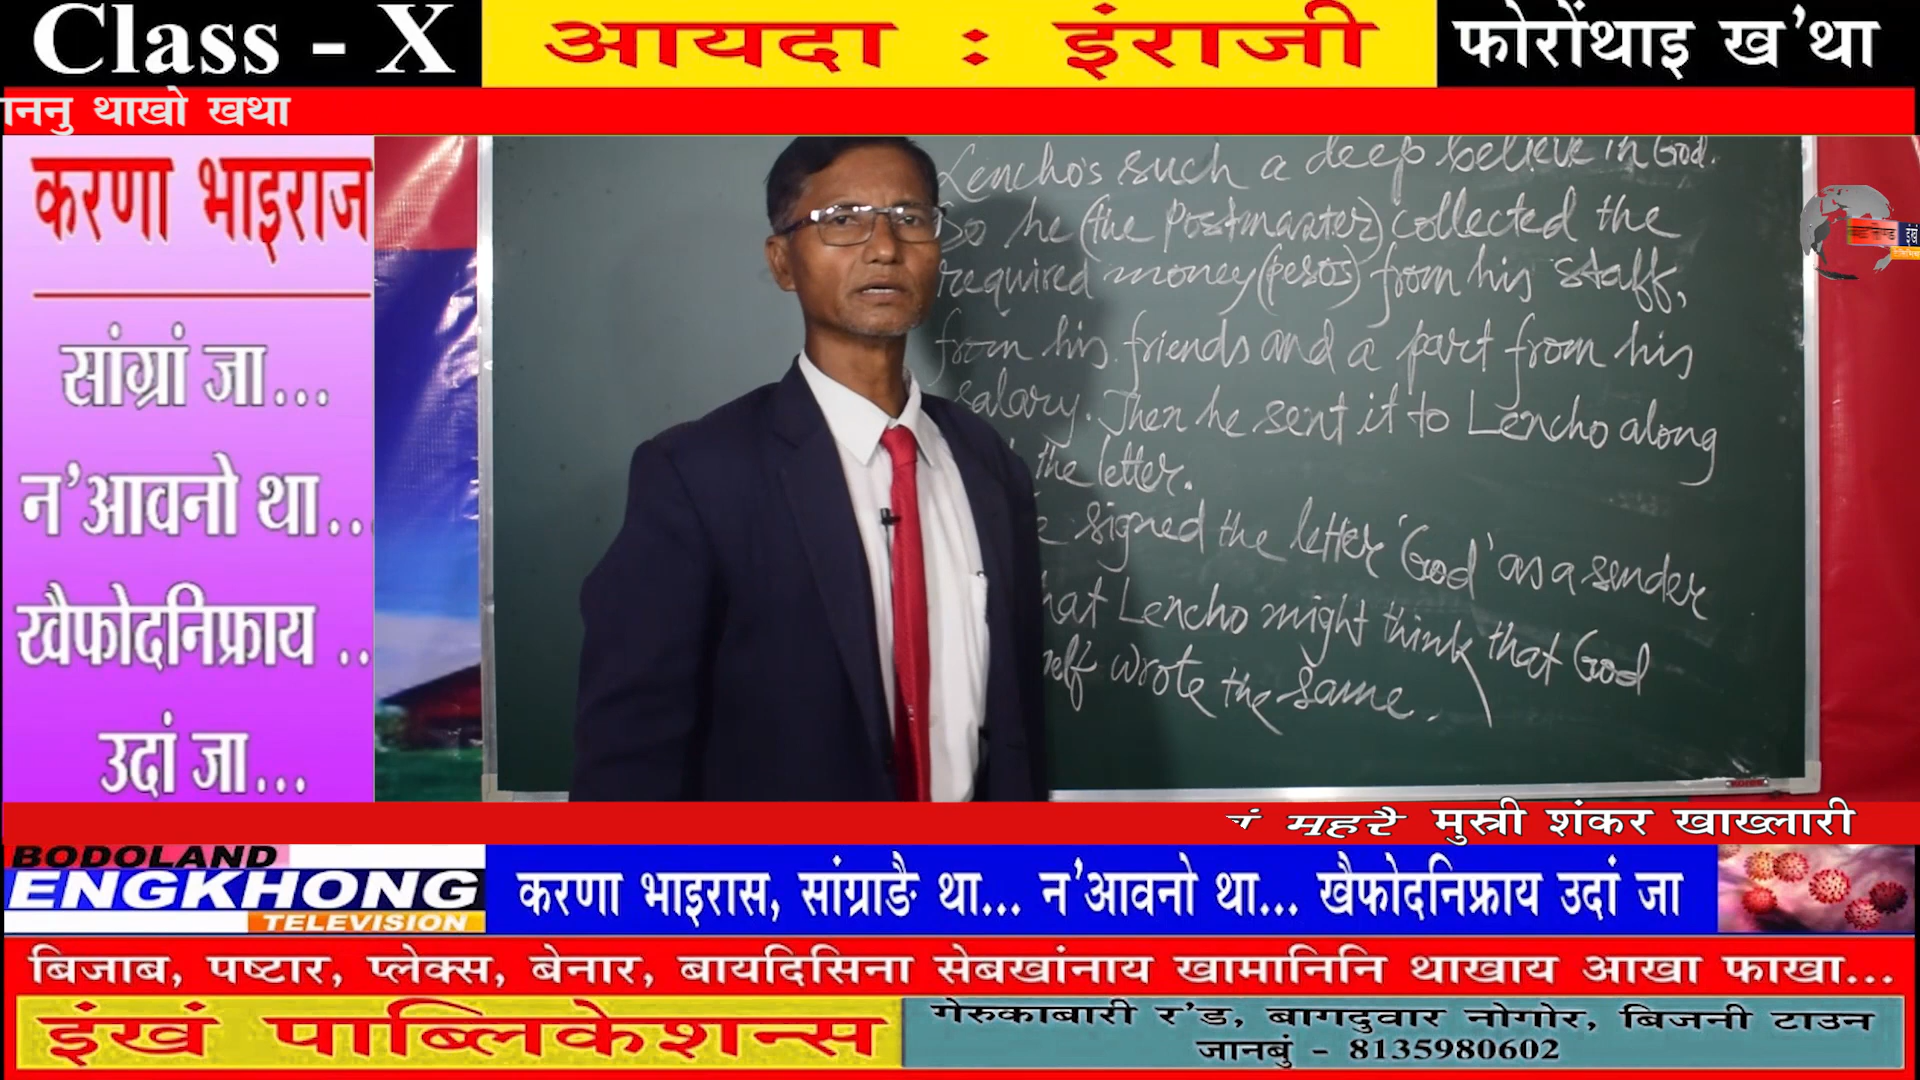 Class - X
आयदा : इंराजी
फोरोंथाइ ख'था
ाननु थाखो खथा
करणा भाइराज
सांग्रां जा...
न'आवनो था...
खैफोदनिफ्राय ..
उदां जा...
Lencho's such a deep believe in God.
So he (the postmaster) collected the
required money (pesos) from his staff,
from his friends and a part from his
salary. Then he sent it to Lencho along
the letter.
signed the letter 'God' as a sender
hat Lencho might think that God
self wrote the same.
महरै मुस्री शंकर खाख्लारी
BODOLAND
ENGKHONG
TELEVISION
करणा भाइरास, सांग्राङै था... न'आवनो था... खैफोदनिफ्राय उदां जा
बिजाब, पष्टार, प्लेक्स, बेनार, बायदिसिना सेबखांनाय खामानिनि थाखाय आखा फाखा...
इंखं पाब्लिकेशन्स
गेरुकाबारी र'ड, बागदुवार नोगोर, बिजनी टाउन
जानबुं - 8135980602